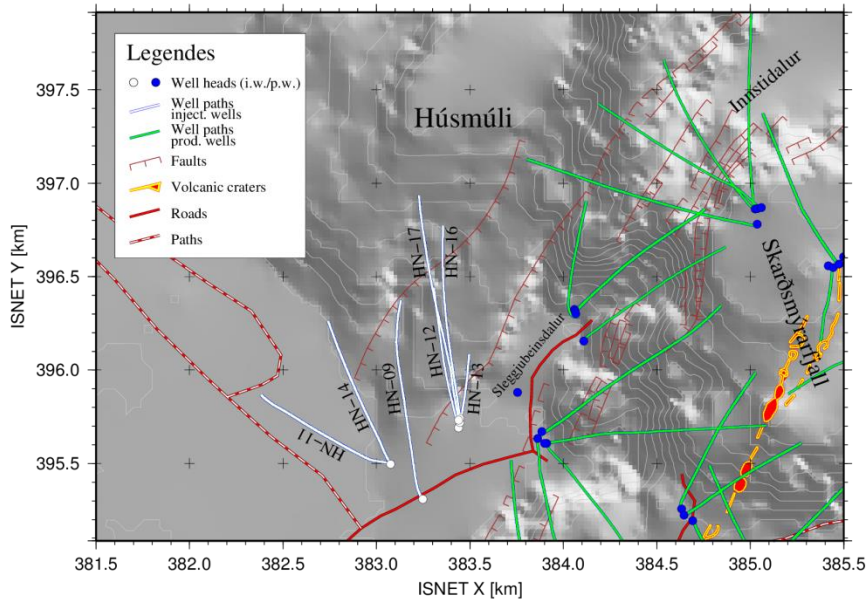 Legendes
Well heads (i.w./p.w.)
Well paths
inject. wells
Well paths
prod. wells
Faults
Volcanic craters
Roads
Paths
Húsmúli
Innstidalur
Skarðsmýrarfjall
Sleggjubeinsdalur
HN-17
HN-16
HN-12
HN-13
HN-09
HN-14
HN-11
ISNET Y [km]
397.5
397.0
396.5
396.0
395.5
381.5
382.0
382.5
383.0
383.5
384.0
384.5
385.0
385.5
ISNET X [km]